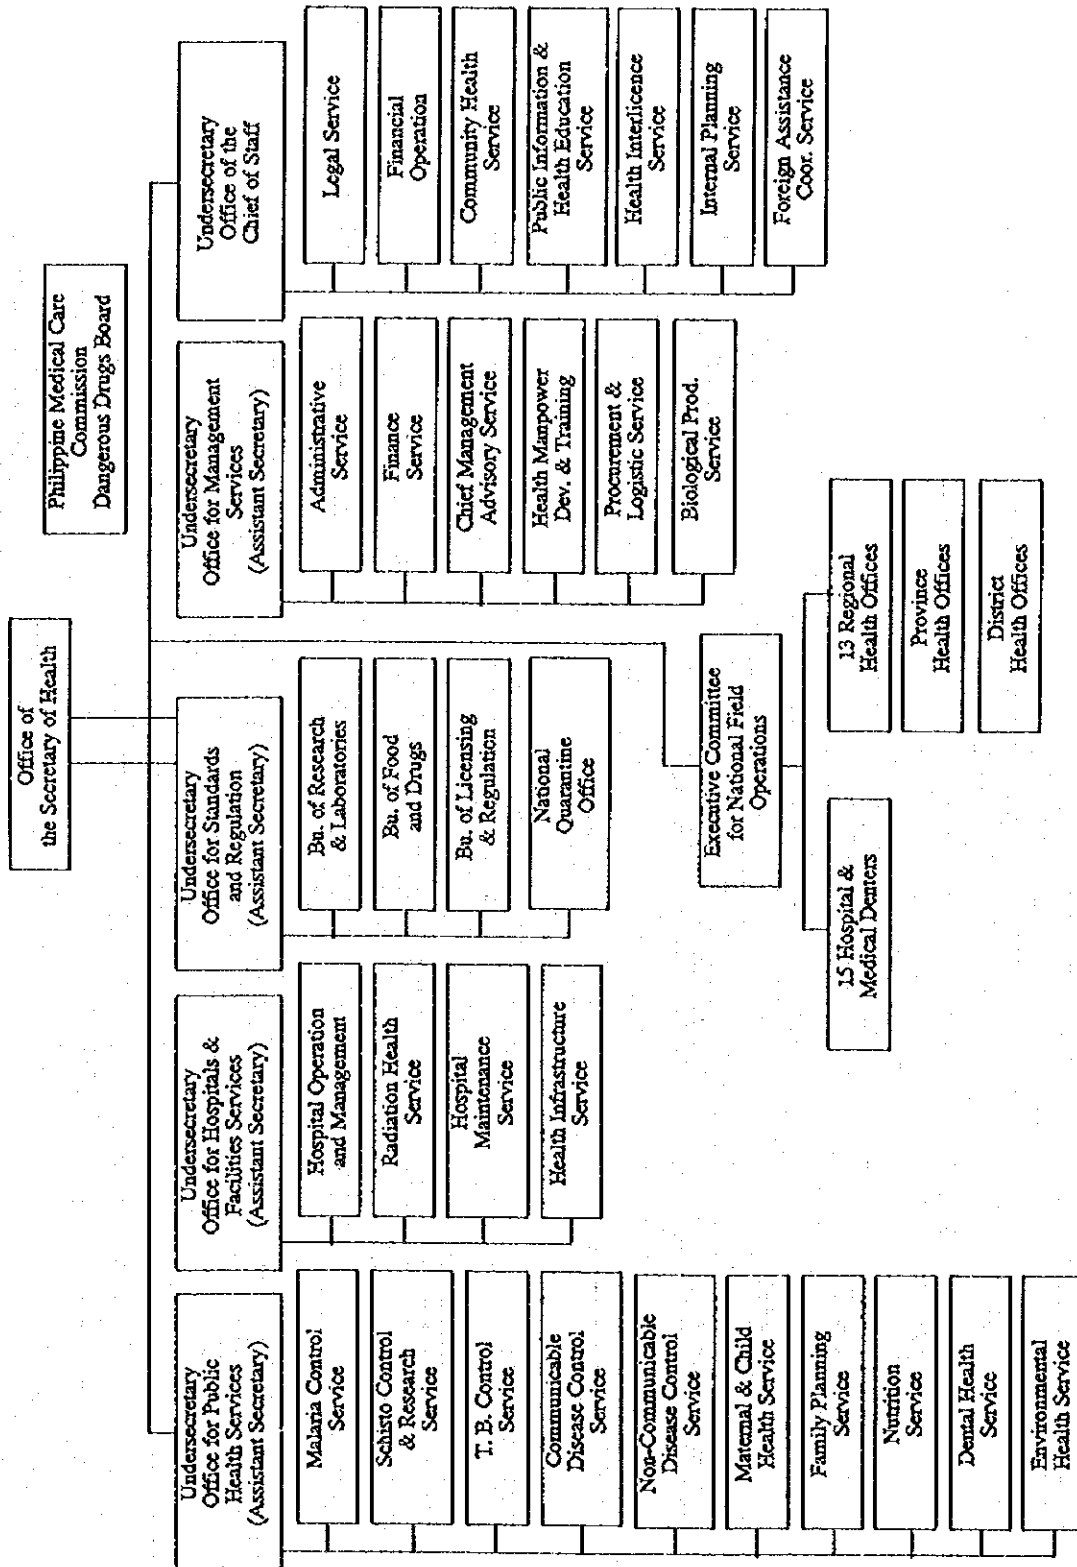 Office of
the Secretary of Health
Philippine Medical Care
Commission
Dangerous Drugs Board
Undersecretary
Office for Public
Health Services
(Assistant Secretary)
Malaria Control
Service
Schisto Control
& Research
Service
T. B. Control
Service
Communicable
Disease Control
Service
Non-Communicable
Disease Control
Service
Maternal & Child
Health Service
Family Planning
Service
Nutrition
Service
Dental Health
Service
Environmental
Health Service
Undersecretary
Office for Hospitals &
Facilities Services
(Assistant Secretary)
Hospital Operation
and Management
Radiation Health
Service
Hospital
Maintenance
Service
Health Infrastructure
Service
Undersecretary
Office for Standards
and Regulation
(Assistant Secretary)
Bu. of Research
& Laboratories
Bu. of Food
and Drugs
Bu. of Licensing
& Regulation
National
Quarantine
Office
Undersecretary
Office for Management
Services
(Assistant Secretary)
Administrative
Service
Finance
Service
Chief Management
Advisory Service
Health Manpower
Dev. & Training
Procurement &
Logistic Service
Biological Prod.
Service
Undersecretary
Office of the
Chief of Staff
Legal Service
Financial
Operation
Community Health
Service
Public Information &
Health Education
Service
Health Interlicence
Service
Internal Planning
Service
Foreign Assistance
Coor. Service
Executive Committee
for National Field
Operations
15 Hospital &
Medical Denters
13 Regional
Health Offices
Province
Health Offices
District
Health Offices